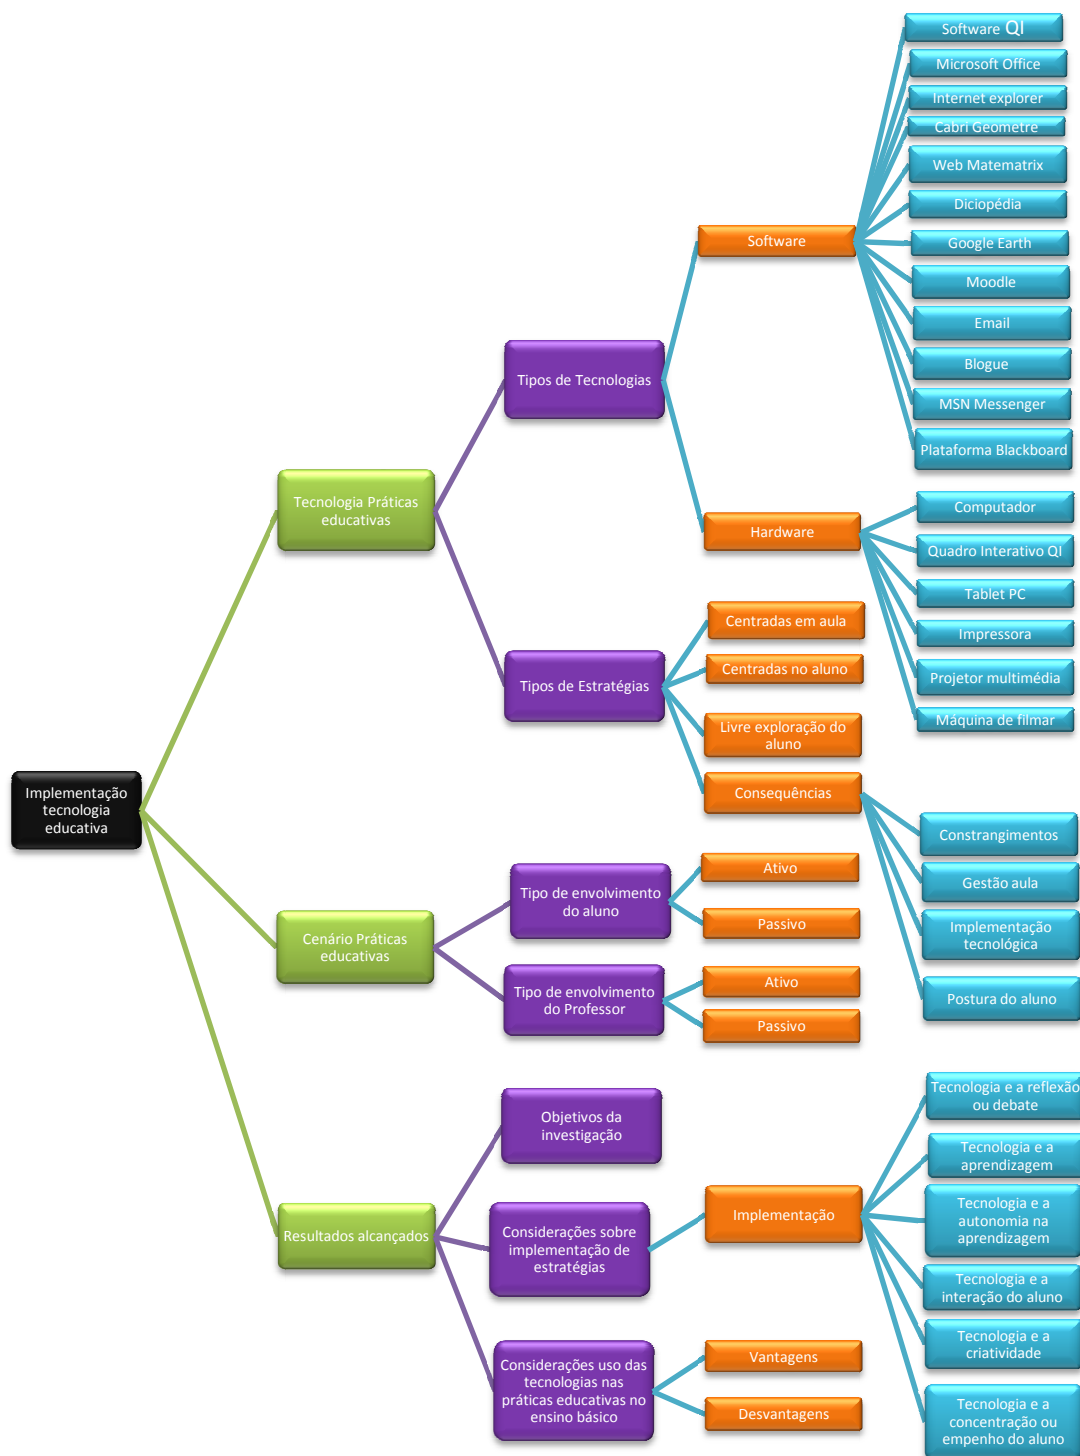 Implementação
tecnologia
educativa
Tecnologia Práticas
educativas
Cenário Práticas
educativas
Resultados alcançados
Tipos de Tecnologias
Tipos de Estratégias
Tipo de envolvimento
do aluno
Tipo de envolvimento
do Professor
Objetivos da
investigação
Considerações sobre
implementação de
estratégias
Considerações uso das
tecnologias nas
práticas educativas no
ensino básico
Software
Hardware
Centradas em aula
Centradas no aluno
Livre exploração do
aluno
Consequências
Ativo
Passivo
Ativo
Passivo
Implementação
Vantagens
Desvantagens
Software QI
Microsoft Office
Internet explorer
Cabri Geometre
Web Matematrix
Diciopédia
Google Earth
Moodle
Email
Blogue
MSN Messenger
Plataforma Blackboard
Computador
Quadro Interativo QI
Tablet PC
Impressora
Projetor multimédia
Máquina de filmar
Constrangimentos
Gestão aula
Implementação
tecnológica
Postura do aluno
Tecnologia e a reflexão
ou debate
Tecnologia e a
aprendizagem
Tecnologia e a
autonomia na
aprendizagem
Tecnologia e a
interação do aluno
Tecnologia e a
criatividade
Tecnologia e a
concentração ou
empenho do aluno